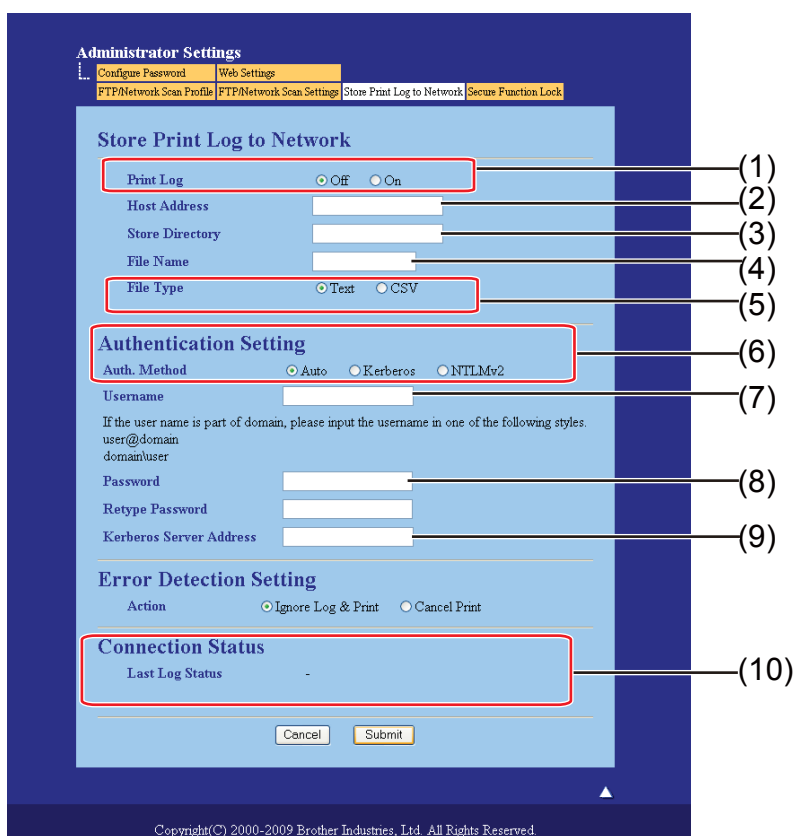 Administrator Settings
Configure Password Web Settings
FTP/Network Scan Profile FTP/Network Scan Settings Store Print Log to Network Secure Function Lock
Store Print Log to Network
Print Log Off On (1)
Host Address (2)
Store Directory (3)
File Name (4)
File Type Text CSV (5)
Authentication Setting (6)
Auth. Method Auto Kerberos NTLMv2
Username (7)
If the user name is part of domain, please input the username in one of the following styles.
user@domain
domain\user
Password (8)
Retype Password
Kerberos Server Address (9)
Error Detection Setting
Action Ignore Log & Print Cancel Print
Connection Status
Last Log Status - (10)
Cancel Submit
Copyright(C) 2000-2009 Brother Industries, Ltd. All Rights Reserved.